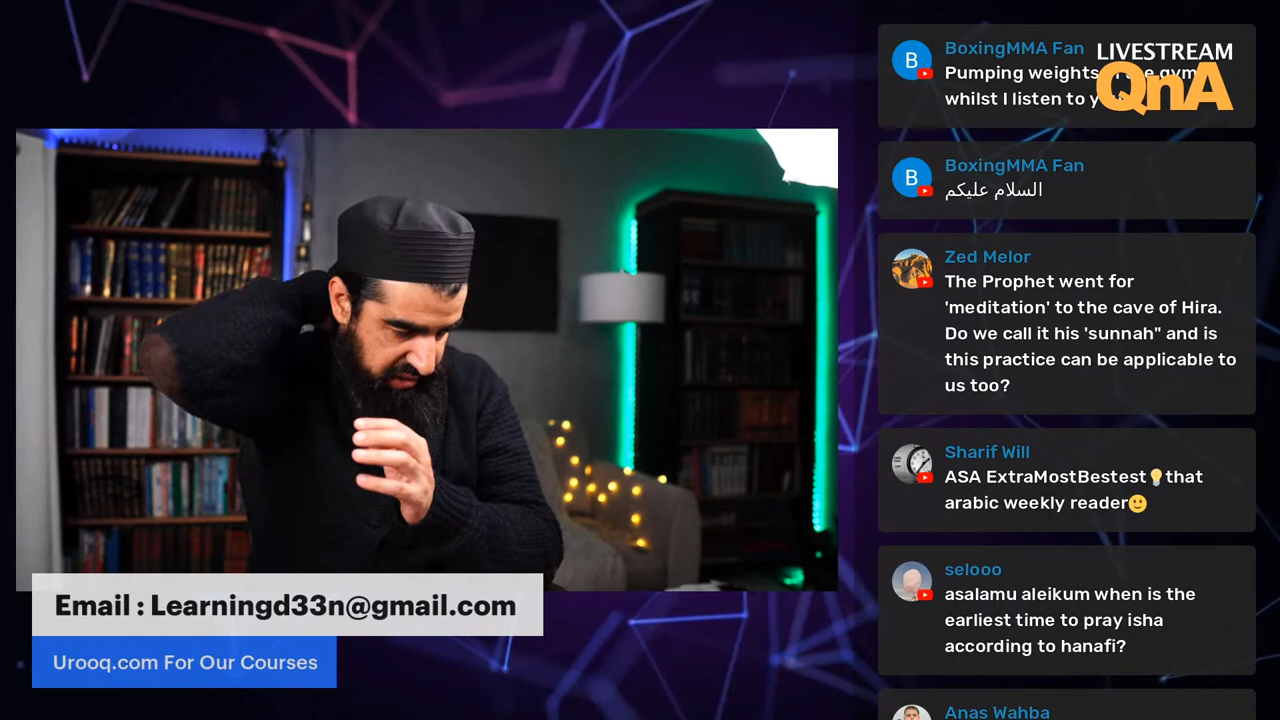 LIVESTREAM
QnA
BoxingMMA Fan
Pumping weights gym
whilst I listen to
B
BoxingMMA Fan
السلام عليكم
B
Zed Melor
The Prophet went for
'meditation' to the cave of Hira.
Do we call it his 'sunnah" and is
this practice can be applicable to
us too?
Sharif Will
ASA ExtraMostBestest💡that
arabic weekly reader🙂
selooo
asalamu aleikum when is the
earliest time to pray isha
according to hanafi?
Anas Wahba
Email : Learningd33n@gmail.com
Urooq.com For Our Courses